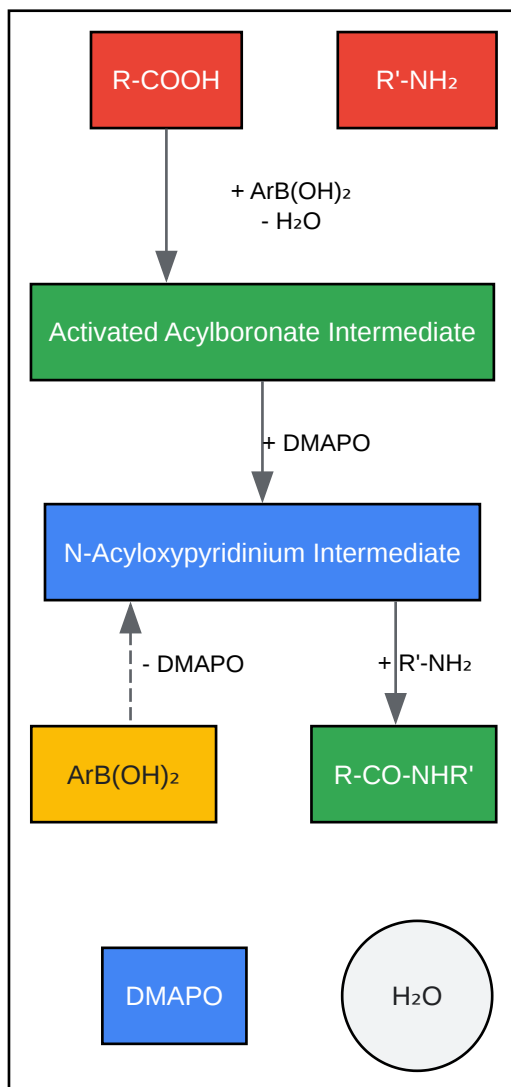 R-COOH
R'-NH₂
+ ArB(OH)₂
- H₂O
Activated Acylboronate Intermediate
+ DMAPO
N-Acyloxypyridinium Intermediate
- DMAPO
+ R'-NH₂
ArB(OH)₂
R-CO-NHR'
DMAPO
H₂O